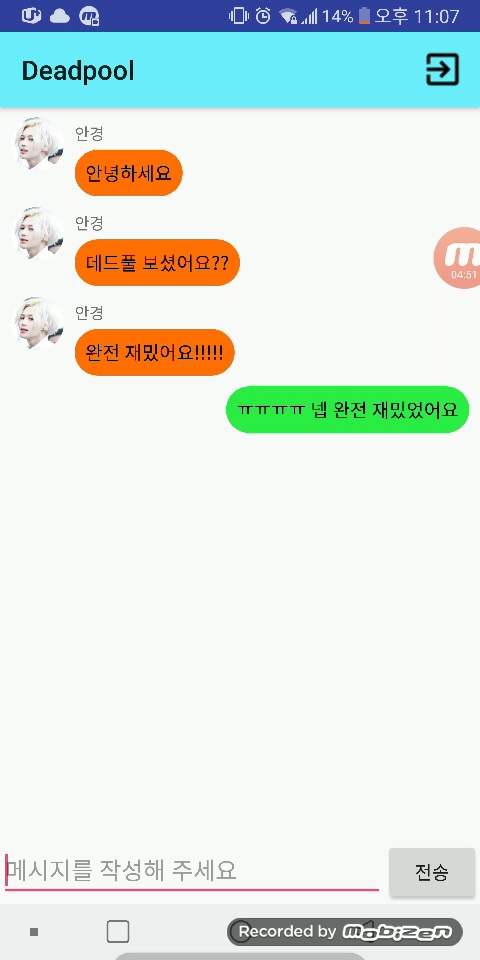 14% 오후 11:07
Deadpool
안경
안녕하세요
안경
데드풀 보셨어요??
04:51
안경
완전 재밌어요!!!!!
ㅠㅠㅠㅠ 넵 완전 재밌었어요
메시지를 작성해 주세요
전송
Recorded by mobizen